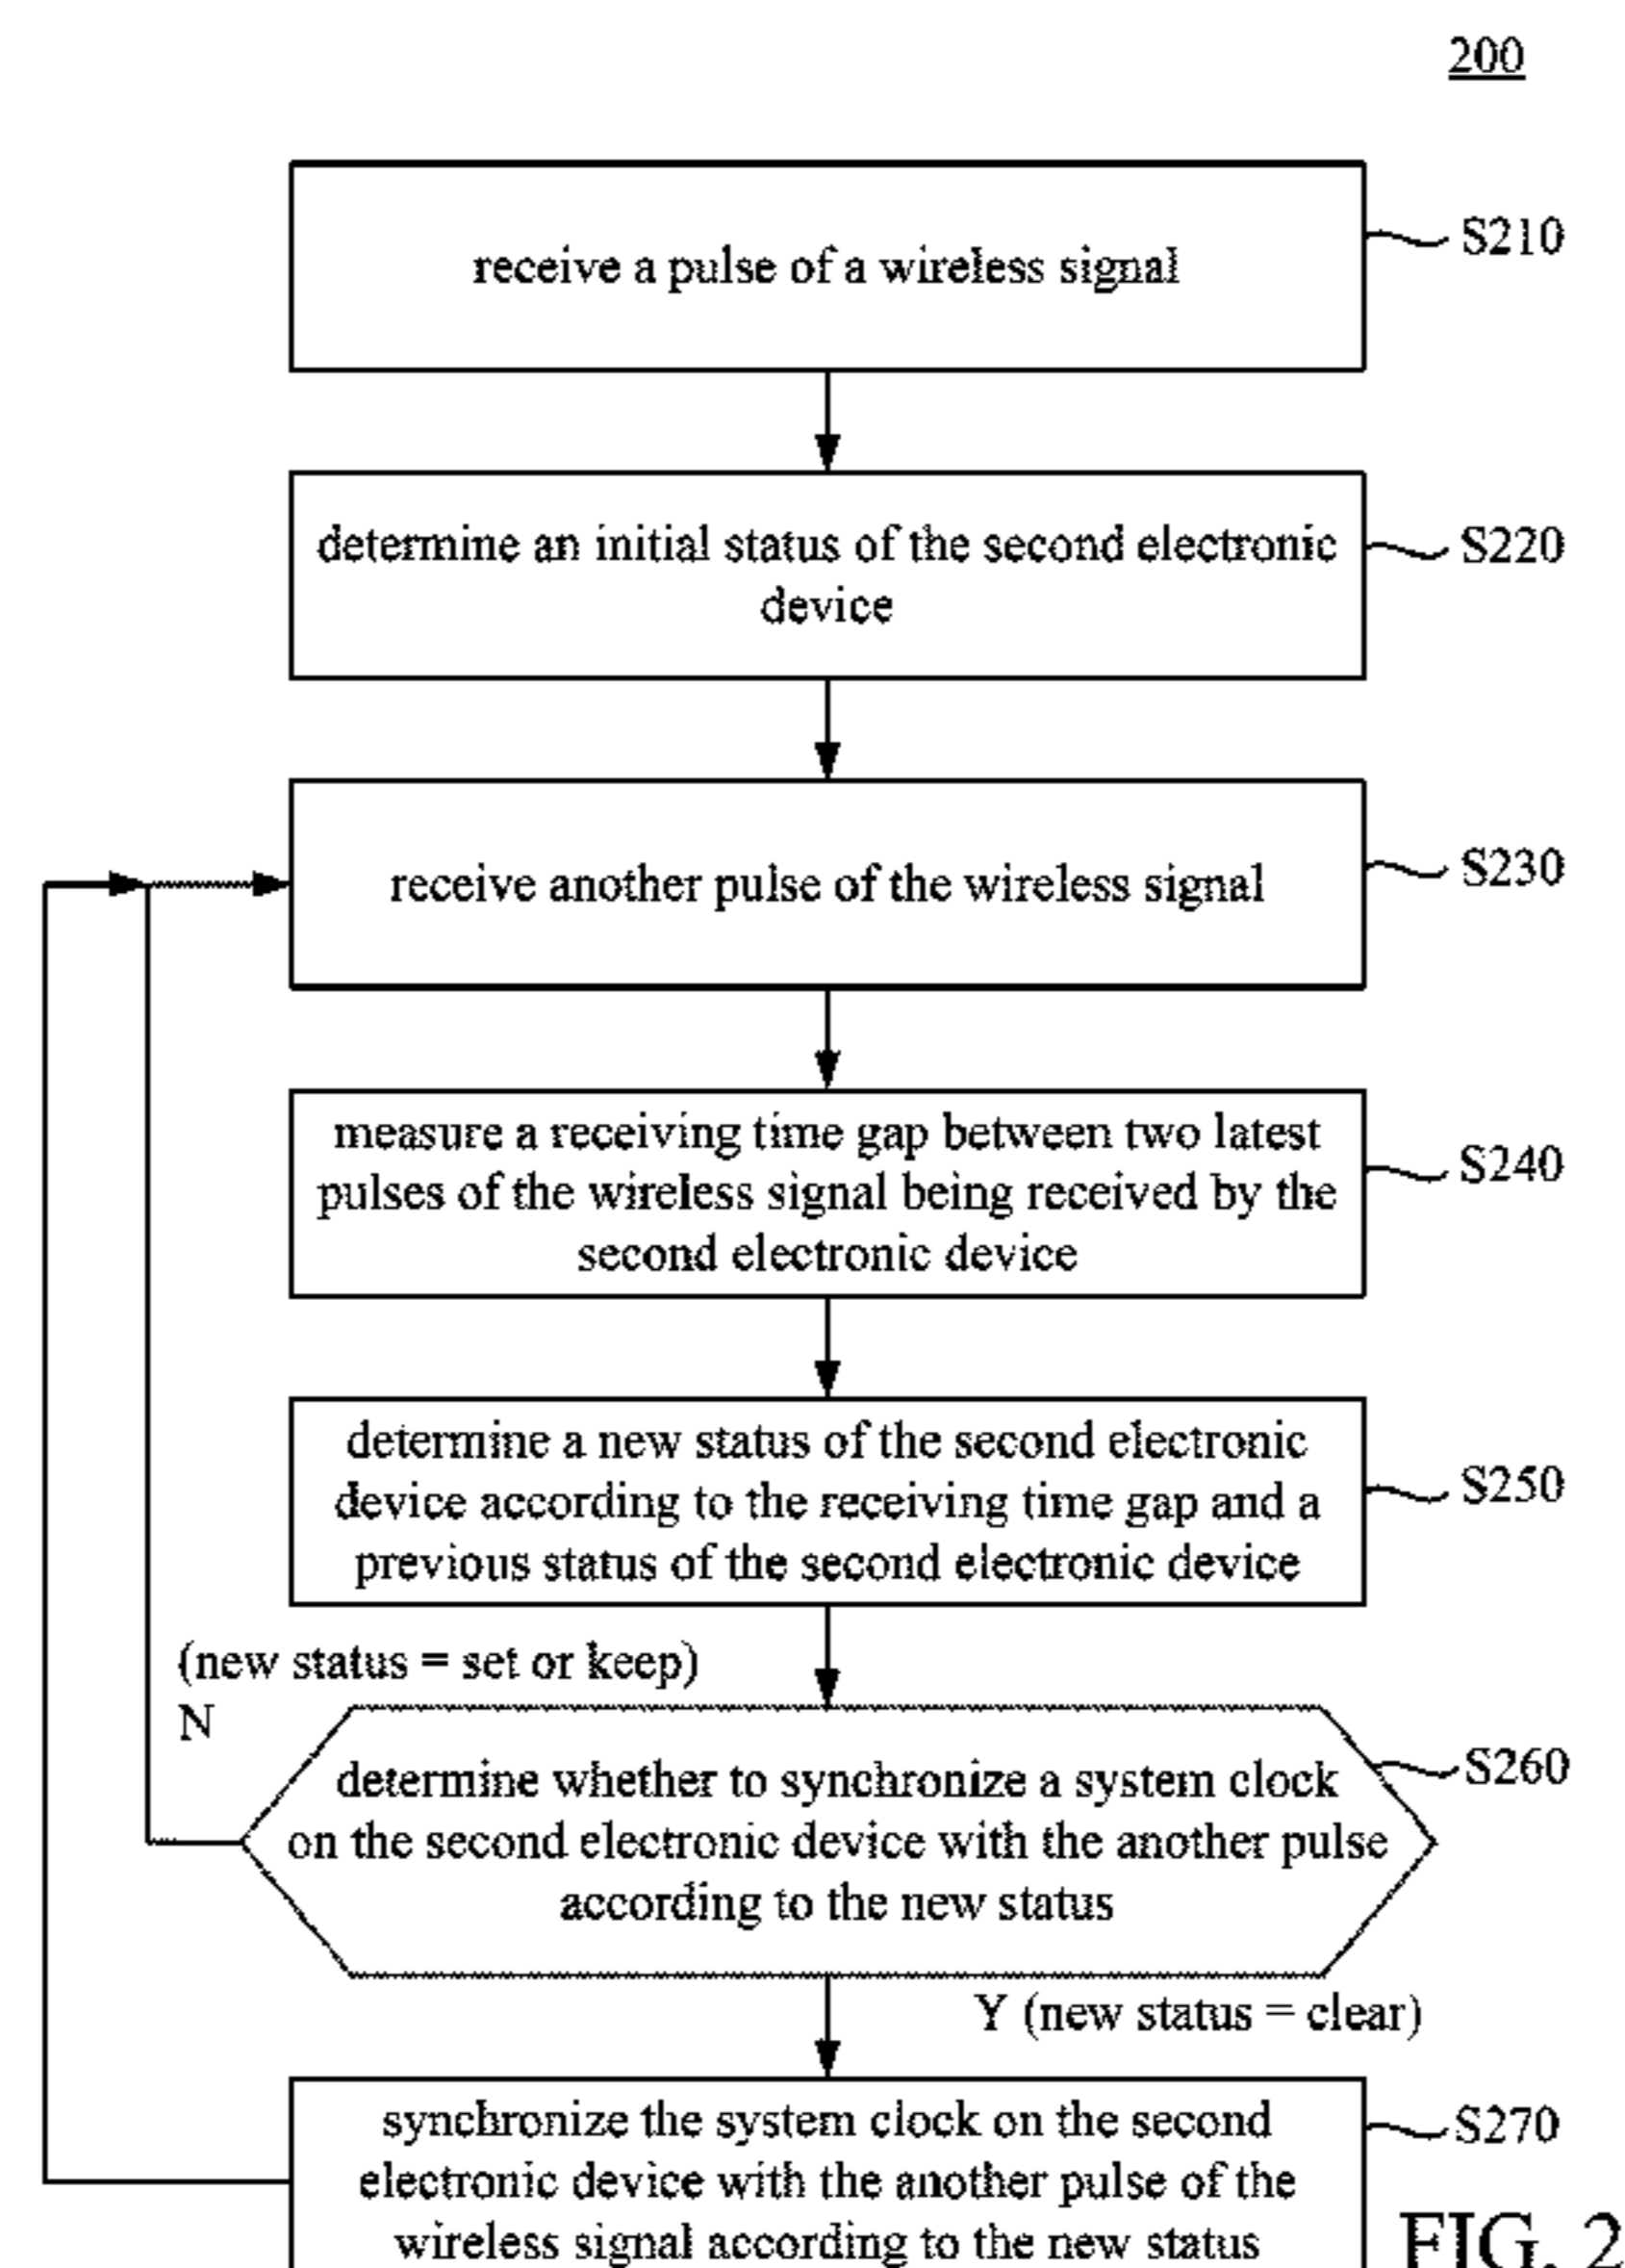 200
receive a pulse of a wireless signal
S210
determine an initial status of the second electronic
device
S220
receive another pulse of the wireless signal
S230
measure a receiving time gap between two latest
pulses of the wireless signal being received by the
second electronic device
S240
determine a new status of the second electronic
device according to the receiving time gap and a
previous status of the second electronic device
S250
(new status = set or keep)
N
determine whether to synchronize a system clock
on the second electronic device with the another pulse
according to the new status
S260
Y (new status = clear)
synchronize the system clock on the second
electronic device with the another pulse of the
wireless signal according to the new status
S270
FIG. 2